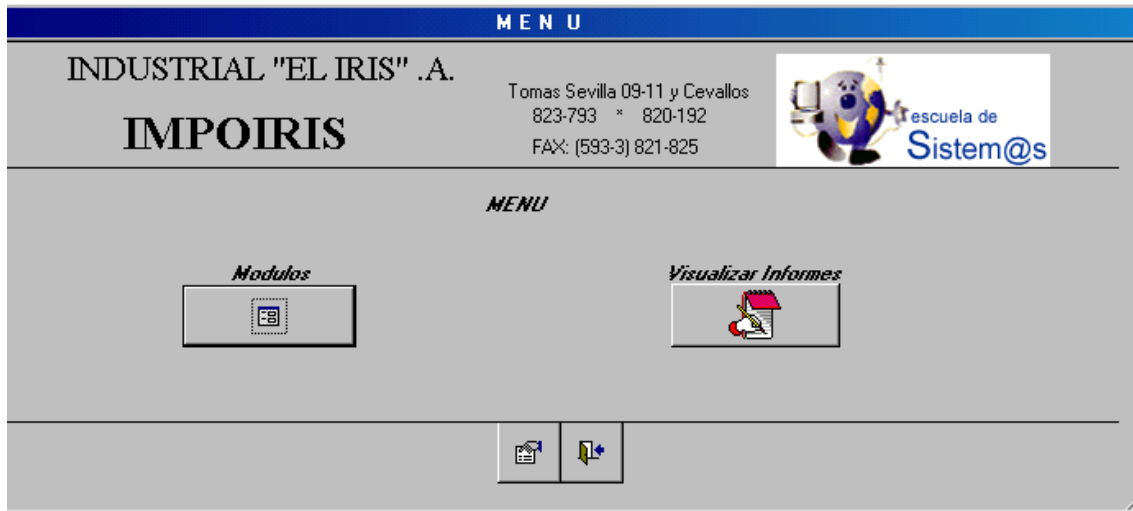 MENU
INDUSTRIAL "EL IRIS" .A.
IMPOIRIS
Tomas Sevilla 09-11 y Cevallos
823-793 * 820-192
FAX: (593-3) 821-825
escuela de
Sistem@s
MENU
Modulos
Visualizar Informes